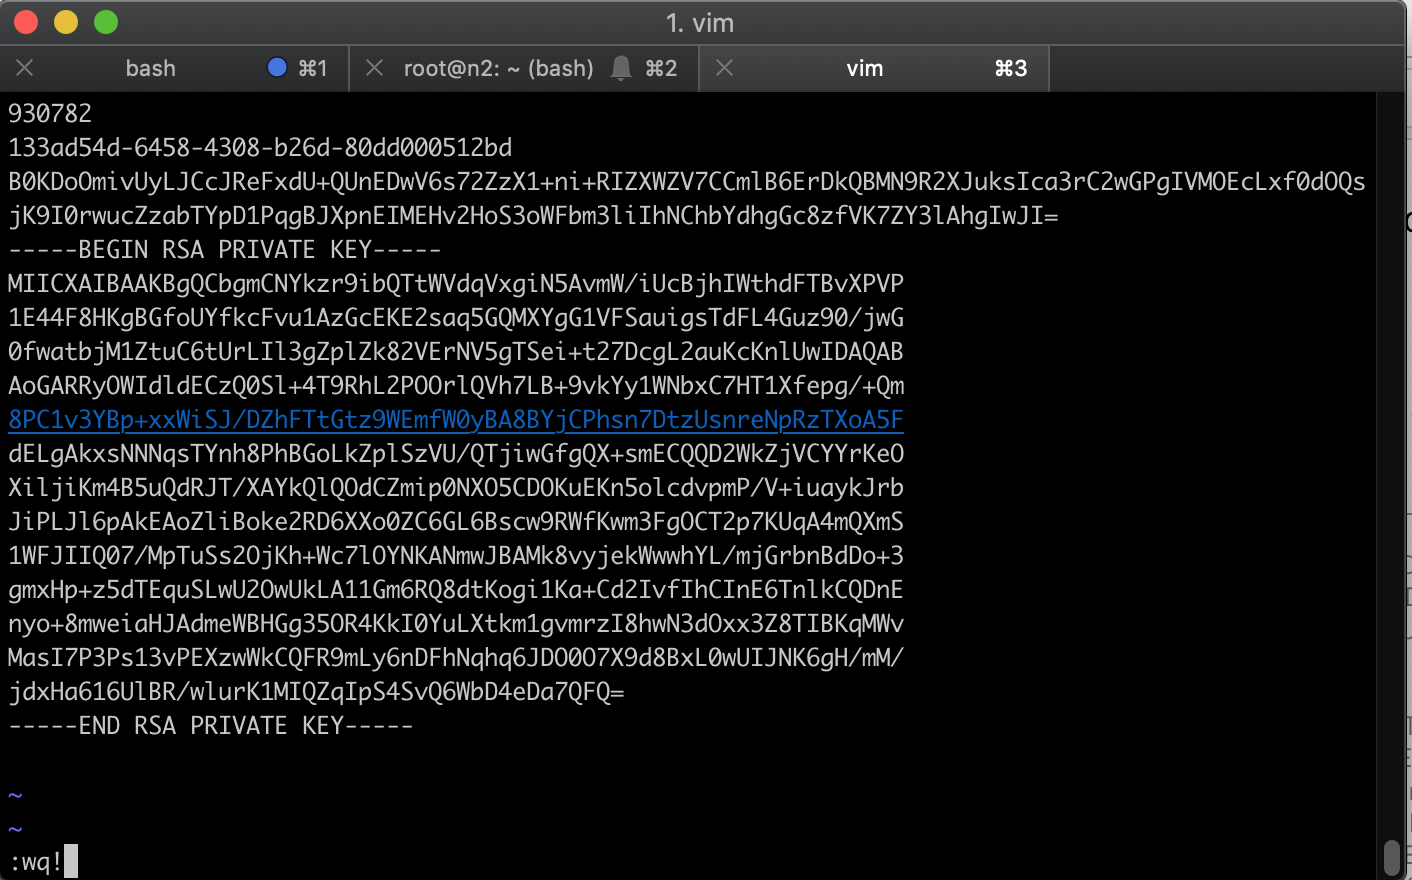 1. vim
bash ⌘1 root@n2: ~ (bash) ⌘2 vim ⌘3
930782
133ad54d-6458-4308-b26d-80dd000512bd
B0KDoOmivUyLJCcJReFxdU+QUnEDwV6s72ZzX1+ni+RIZXWZV7CCmlB6ErDkQBMN9R2XJuksIca3rC2wGPgIVMOEcLxf0dOQs
jK9I0rwucZzabTYpD1PqgBJXpnEIMEHv2HoS3oWFbm3liIhNChbYdhgGc8zfVK7ZY3lAhgIwJI=
-----BEGIN RSA PRIVATE KEY-----
MIICXAIBAAKBgQCbgmCNYkzr9ibQTtWVdqVxgiN5AvmW/iUcBjhIWthdFTBvXPVP
1E44F8HKgBGfoUYfkcFvu1AzGcEKE2saq5GQMXYgG1VFSauigsTdFL4Guz90/jwG
0fwatbjM1ZtuC6tUrLIl3gZplZk82VErNV5gTSei+t27DcgL2auKcKnlUwIDAQAB
AoGARRyOWIdldECzQ0Sl+4T9RhL2POOrlQVh7LB+9vkYy1WNbxC7HT1Xfepg/+Qm
8PC1v3YBp+xxWiSJ/DZhFTtGtz9WEmfW0yBA8BYjCPhsn7DtzUsnreNpRzTXoA5F
dELgAkxsNNNqsTYnh8PhBGoLkZplSzVU/QTjiwGfgQX+smECQQD2WkZjVCYYrKeO
XiljiKm4B5uQdRJT/XAYkQlQOdCZmip0NXO5CDOKuEKn5olcdvpmP/V+iuaykJrb
JiPLJl6pAkEAoZliBoke2RD6XXo0ZC6GL6Bscw9RWfKwm3FgOCT2p7KUqA4mQXmS
1WFJIIQ07/MpTuSs2OjKh+Wc7lOYNKANmwJBAMk8vyjekWwwhYL/mjGrbnBdDo+3
gmxHp+z5dTEquSLwU2OwUkLA11Gm6RQ8dtKogi1Ka+Cd2IvfIhCInE6TnlkCQDnE
nyo+8mweiaHJAdmeWBHGg35OR4KkI0YuLXtkm1gvmrzI8hwN3dOxx3Z8TIBKqMWv
MasI7P3Ps13vPEXzwWkCQFR9mLy6nDFhNqhq6JDO0O7X9d8BxL0wUIJNK6gH/mM/
jdxHa616UlBR/wlurK1MIQZqIpS4SvQ6WbD4eDa7QFQ=
-----END RSA PRIVATE KEY-----
~
~
:wq!